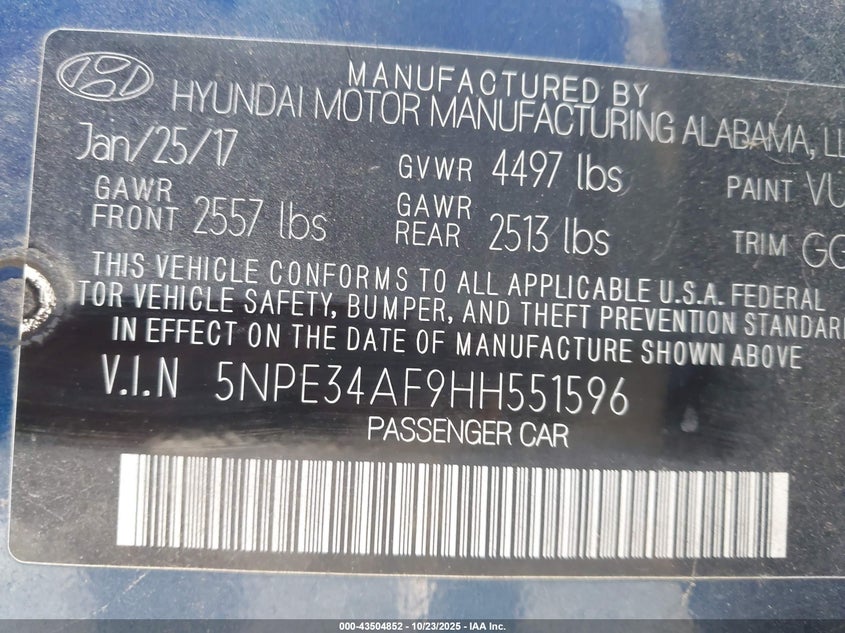 MANUFACTURED BY
HYUNDAI MOTOR MANUFACTURING ALABAMA, LL
Jan/25/17 GVWR 4497 lbs PAINT VU
GAWR FRONT 2557 lbs GAWR REAR 2513 lbs TRIM GG
THIS VEHICLE CONFORMS TO ALL APPLICABLE U.S.A. FEDERAL
TOR VEHICLE SAFETY, BUMPER, AND THEFT PREVENTION STANDAR
IN EFFECT ON THE DATE OF MANUFACTURE SHOWN ABOVE
V.I.N 5NPE34AF9HH551596
PASSENGER CAR
000-43504852 - 10/23/2025 - IAA Inc.